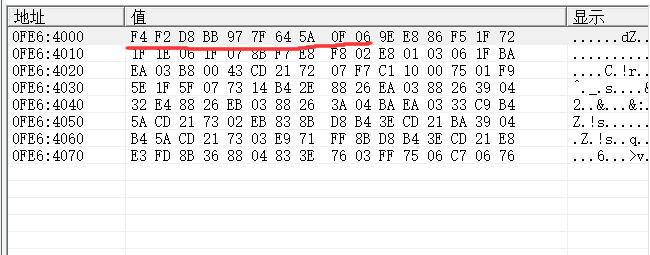 地址 值 显示
0FE6:4000 F4 F2 D8 BB 97 7F 64 5A 0F 06 9E E8 86 F5 1F 72 ......dZ..
0FE6:4010 1F 1E 06 1F 07 8B F7 E8 F8 02 E8 01 03 06 1F BA ..........
0FE6:4020 EA 03 B8 00 43 CD 21 72 07 F7 C1 10 00 75 01 F9 ....C.!r..
0FE6:4030 5E 1F 5F 07 73 14 B4 2E 88 26 EA 03 88 26 39 04 ^._.s....&
0FE6:4040 32 E4 88 26 EB 03 88 26 3A 04 BA EA 03 33 C9 B4 2..&...&:.
0FE6:4050 5A CD 21 73 02 EB 83 8B D8 B4 3E CD 21 BA 39 04 Z.!s......
0FE6:4060 B4 5A CD 21 73 03 E9 71 FF 8B D8 B4 3E CD 21 E8 .Z.!s..q..
0FE6:4070 E3 FD 8B 36 88 04 83 3E 76 03 FF 75 06 C7 06 76 ...6...>v.